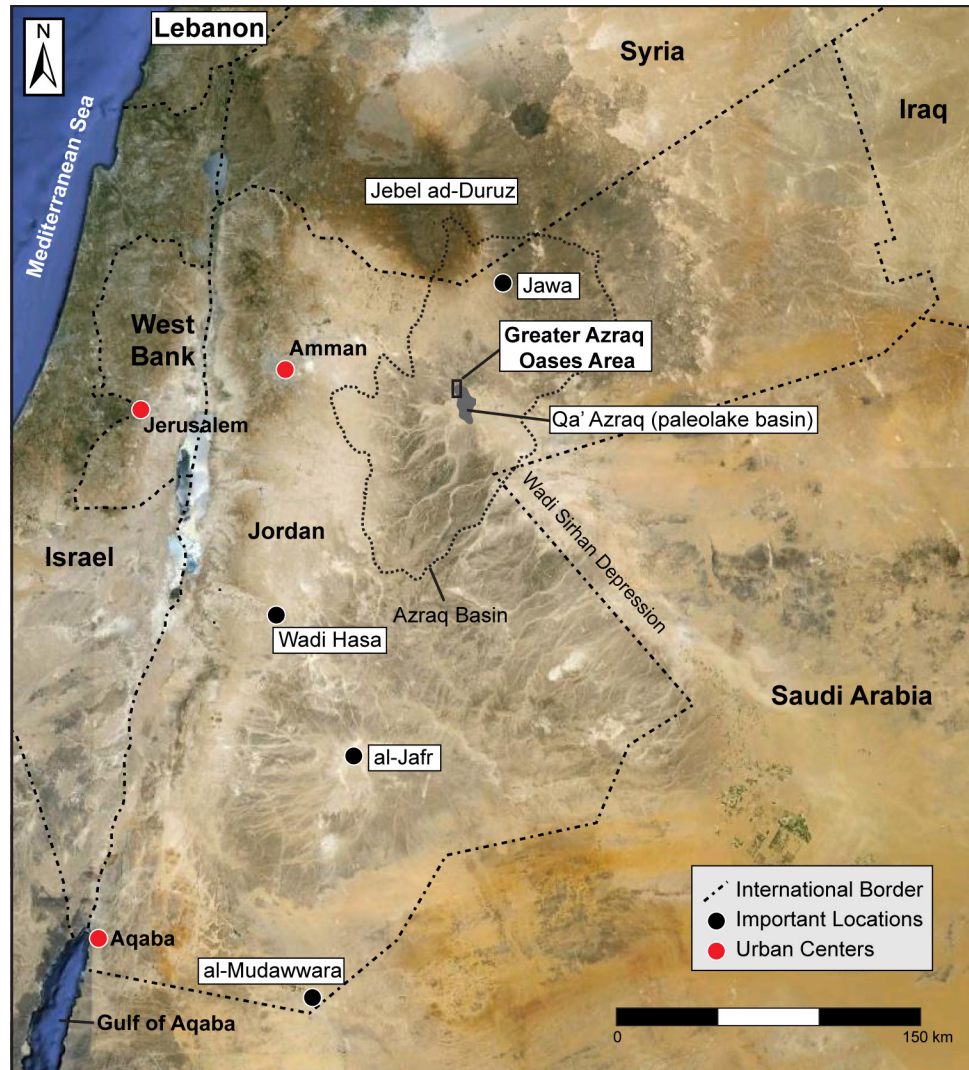 N
Lebanon
Syria
Iraq
Mediterranean Sea
Jebel ad-Duruz
Jawa
West
Bank
Amman
Greater Azraq
Oases Area
Jerusalem
Qa' Azraq (paleolake basin)
Wadi Sirhan Depression
Israel
Jordan
Azraq Basin
Wadi Hasa
Saudi Arabia
al-Jafr
International Border
Important Locations
Urban Centers
Aqaba
al-Mudawwara
Gulf of Aqaba
0
150 km